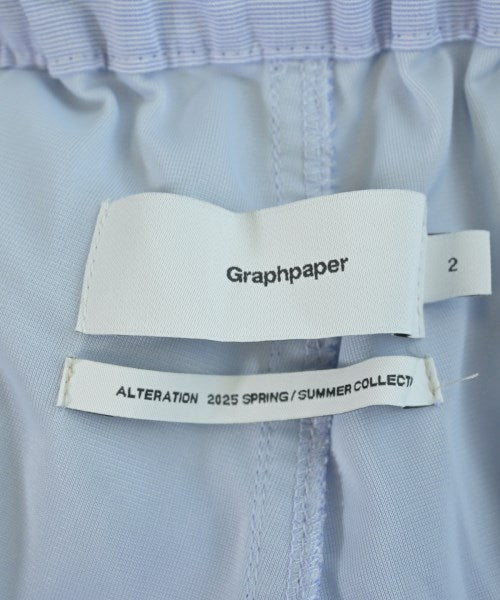 Graphpaper
2
ALTERATION 2025 SPRING/SUMMER COLLECTI